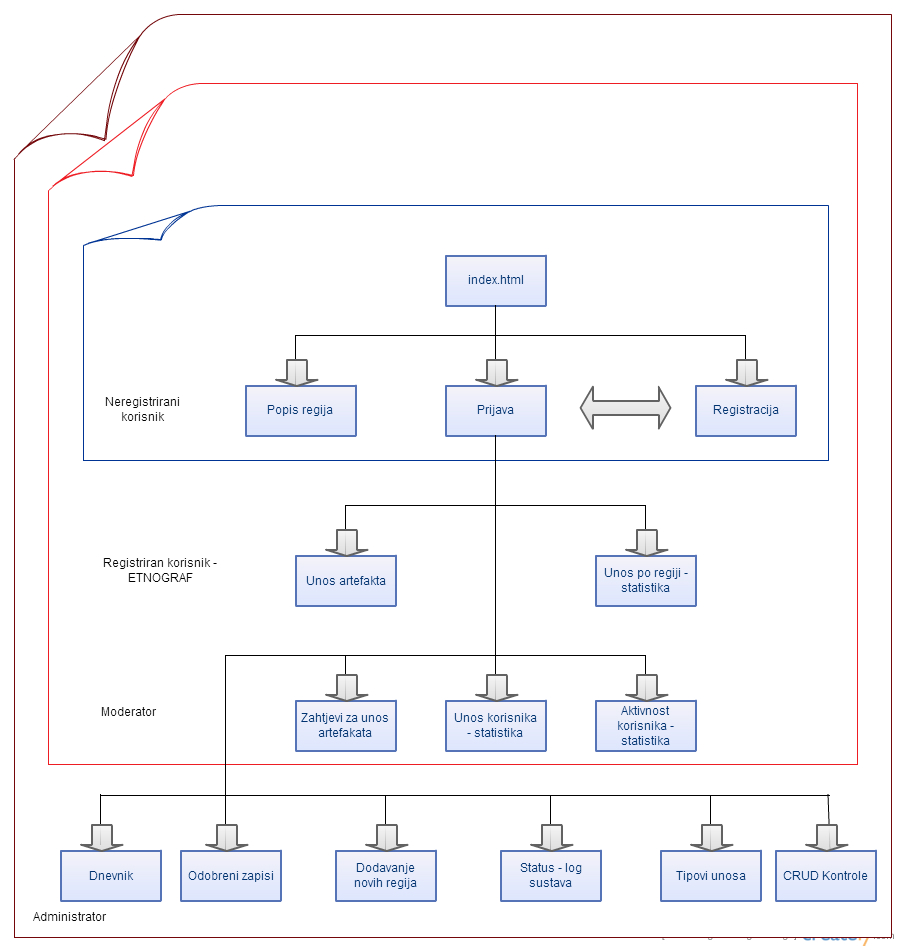 index.html
Popis regija
Prijava
Registracija
Neregistrirani
korisnik
Registriran korisnik -
ETNOGRAF
Unos artefakta
Unos po regiji -
statistika
Moderator
Zahtjevi za unos
artefakata
Unos korisnika
- statistika
Aktivnost
korisnika -
statistika
Dnevnik
Odobreni zapisi
Dodavanje
novih regija
Status - log
sustava
Tipovi unosa
CRUD Kontrole
Administrator